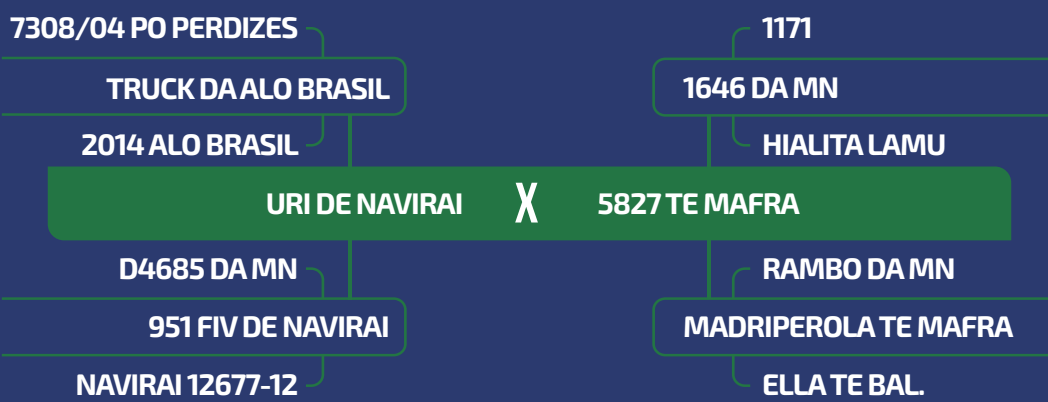 7308/04 PO PERDIZES
1171
TRUCK DA ALO BRASIL
1646 DA MN
2014 ALO BRASIL
HIALITA LAMU
URI DE NAVIRAI X 5827 TE MAFRA
D4685 DA MN
RAMBO DA MN
951 FIV DE NAVIRAI
MADRIPEROLA TE MAFRA
NAVIRAI 12677-12
ELLA TE BAL.